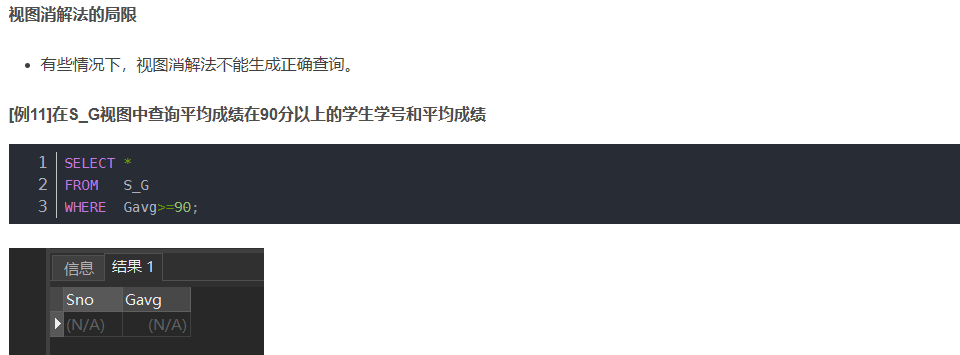 视图消解法的局限
• 有些情况下，视图消解法不能生成正确查询。
[例11]在S_G视图中查询平均成绩在90分以上的学生学号和平均成绩
1 SELECT *
2 FROM   S_G
3 WHERE  Gavg>=90;
信息 结果 1
Sno Gavg
(N/A) (N/A)